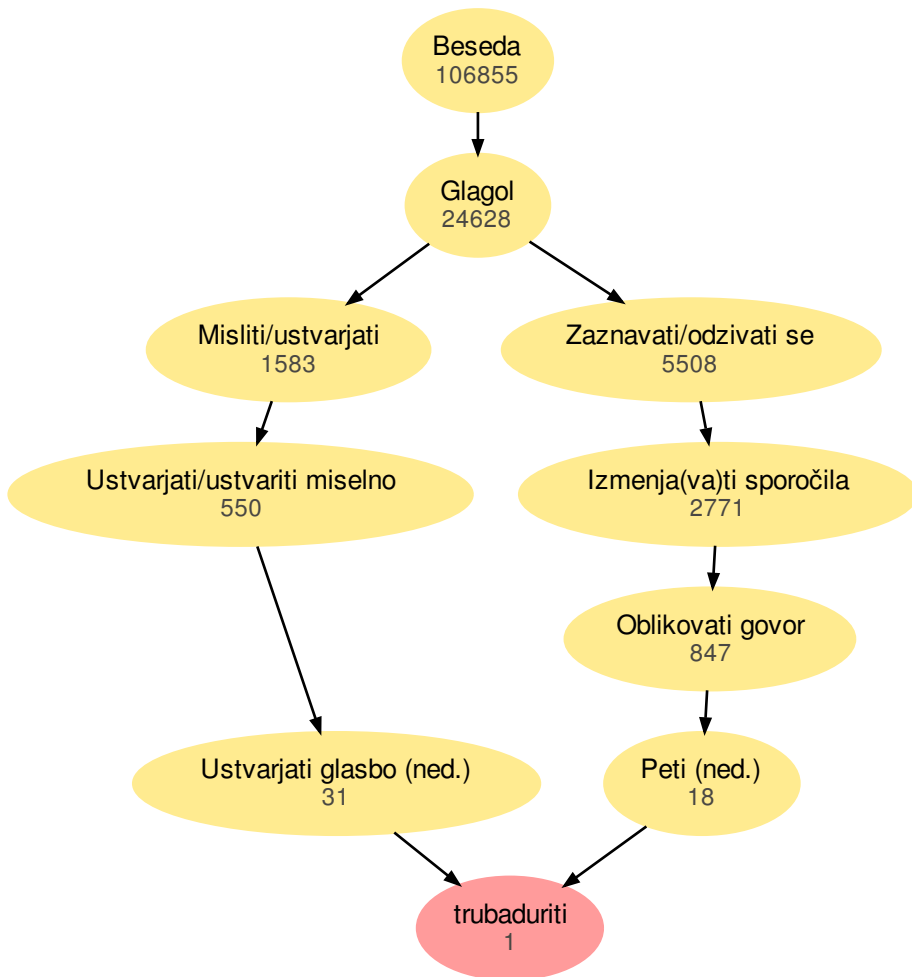 Beseda
106855
Glagol
24628
Misliti/ustvarjati
1583
Zaznavati/odzivati se
5508
Ustvarjati/ustvariti miselno
550
Izmenja(va)ti sporočila
2771
Oblikovati govor
847
Ustvarjati glasbo (ned.)
31
Peti (ned.)
18
trubaduriti
1